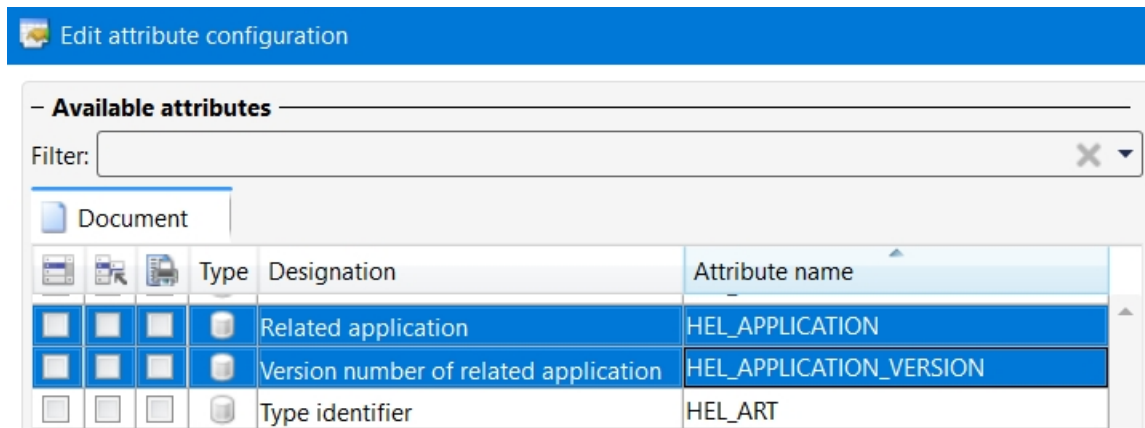 Edit attribute configuration
Available attributes
Filter:
Document
Type Designation Attribute name
Related application HEL_APPLICATION
Version number of related application HEL_APPLICATION_VERSION
Type identifier HEL_ART